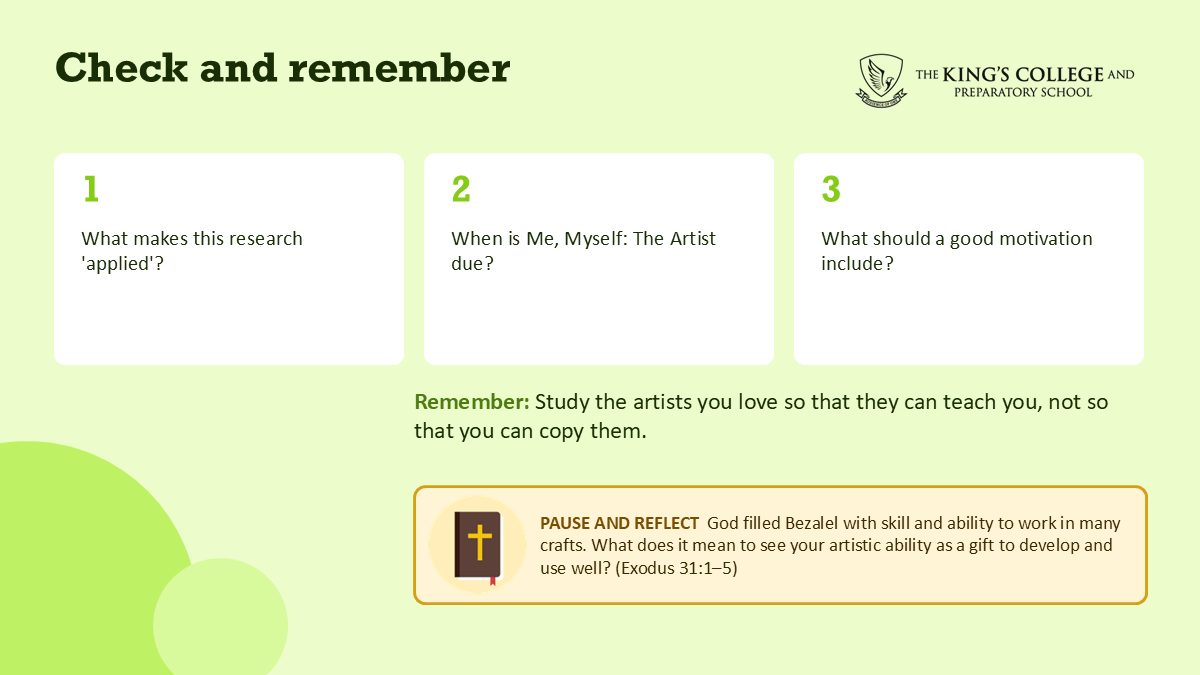 Check and remember
THE KING'S COLLEGE AND
PREPARATORY SCHOOL
1
What makes this research
'applied'?
2
When is Me, Myself: The Artist
due?
3
What should a good motivation
include?
Remember: Study the artists you love so that they can teach you, not so
that you can copy them.
PAUSE AND REFLECT God filled Bezalel with skill and ability to work in many
crafts. What does it mean to see your artistic ability as a gift to develop and
use well? (Exodus 31:1–5)